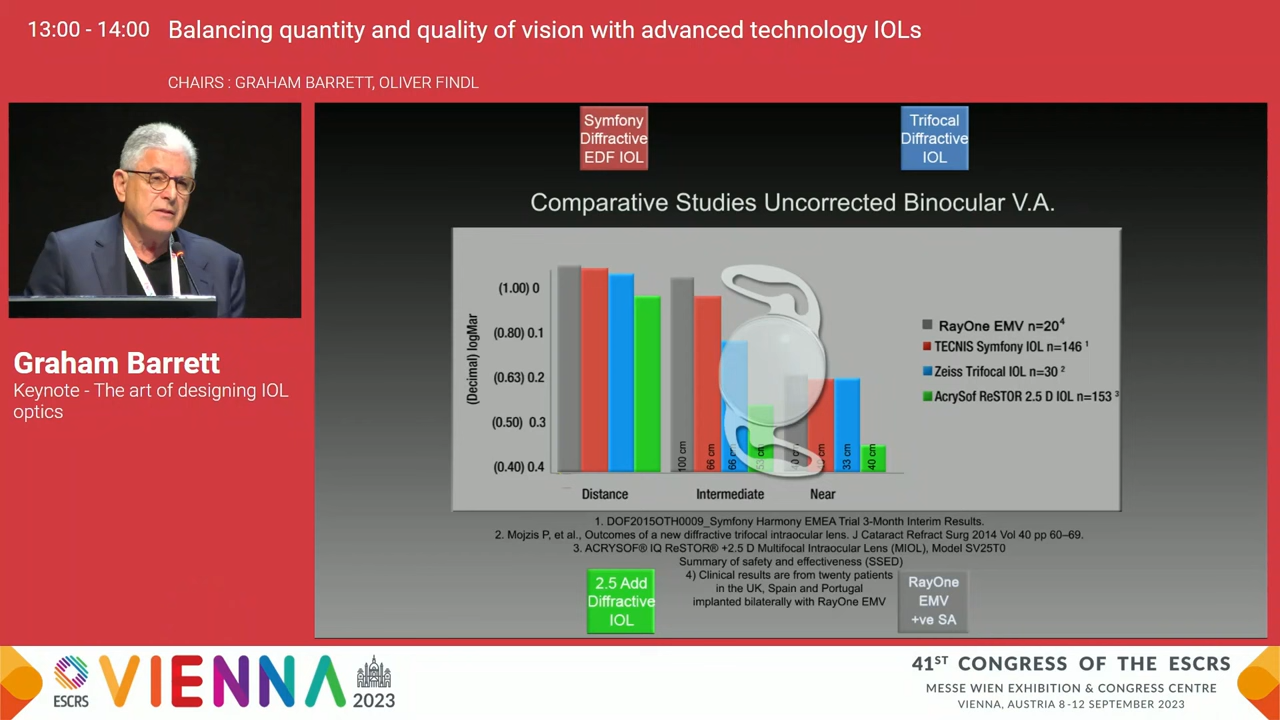 13:00 - 14:00 Balancing quantity and quality of vision with advanced technology IOLs
CHAIRS : GRAHAM BARRETT, OLIVER FINDL
Graham Barrett
Keynote - The art of designing IOL
optics
Symfony
Diffractive
EDF IOL
Trifocal
Diffractive
IOL
Comparative Studies Uncorrected Binocular V.A.
(Decimal) logMar
(1.00) 0
(0.80) 0.1
(0.63) 0.2
(0.50) 0.3
(0.40) 0.4
100 cm
66 cm
66 cm
33 cm
40 cm
Distance
Intermediate
Near
RayOne EMV n=20⁴
TECNIS Symfony IOL n=146 ¹
Zeiss Trifocal IOL n=30 ²
AcrySof ReSTOR 2.5 D IOL n=153 ³
1. DOF2015OTH0009_Symfony Harmony EMEA Trial 3-Month Interim Results.
2. Mojzis P, et al., Outcomes of a new diffractive trifocal intraocular lens. J Cataract Refract Surg 2014 Vol 40 pp 60–69.
3. ACRYSOF® IQ ReSTOR® +2.5 D Multifocal Intraocular Lens (MIOL), Model SV25T0
Summary of safety and effectiveness (SSED)
4) Clinical results are from twenty patients
in the UK, Spain and Portugal
implanted bilaterally with RayOne EMV
2.5 Add
Diffractive
IOL
RayOne
EMV
+ve SA
ESCRS
VIENNA
2023
41ST CONGRESS OF THE ESCRS
MESSE WIEN EXHIBITION & CONGRESS CENTRE
VIENNA, AUSTRIA 8-12 SEPTEMBER 2023